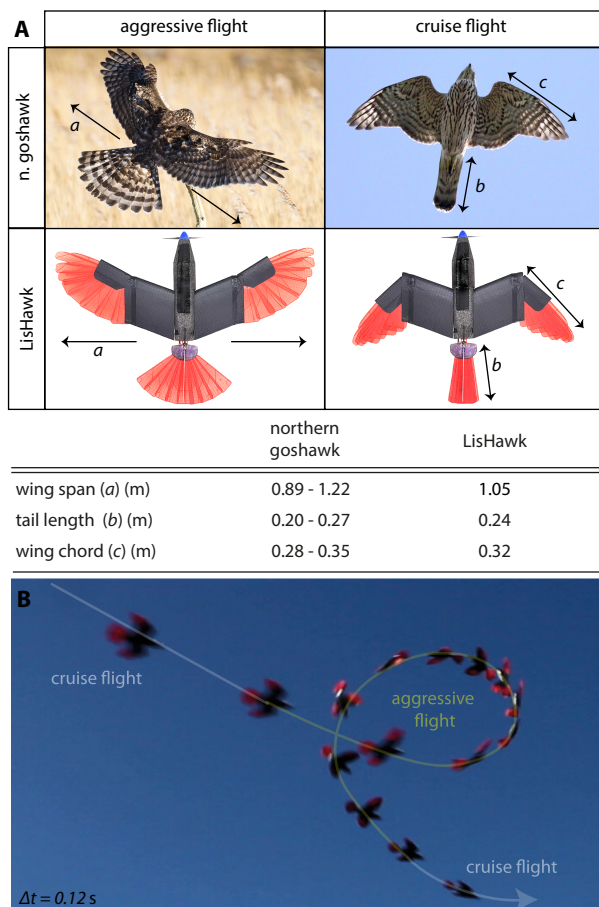 A
aggressive flight
cruise flight
n. goshawk
a
c
b
LisHawk
a
c
b
northern
goshawk
LisHawk
wing span (a) (m)
0.89 - 1.22
1.05
tail length (b) (m)
0.20 - 0.27
0.24
wing chord (c) (m)
0.28 - 0.35
0.32
B
cruise flight
aggressive
flight
cruise flight
Δt = 0.12 s